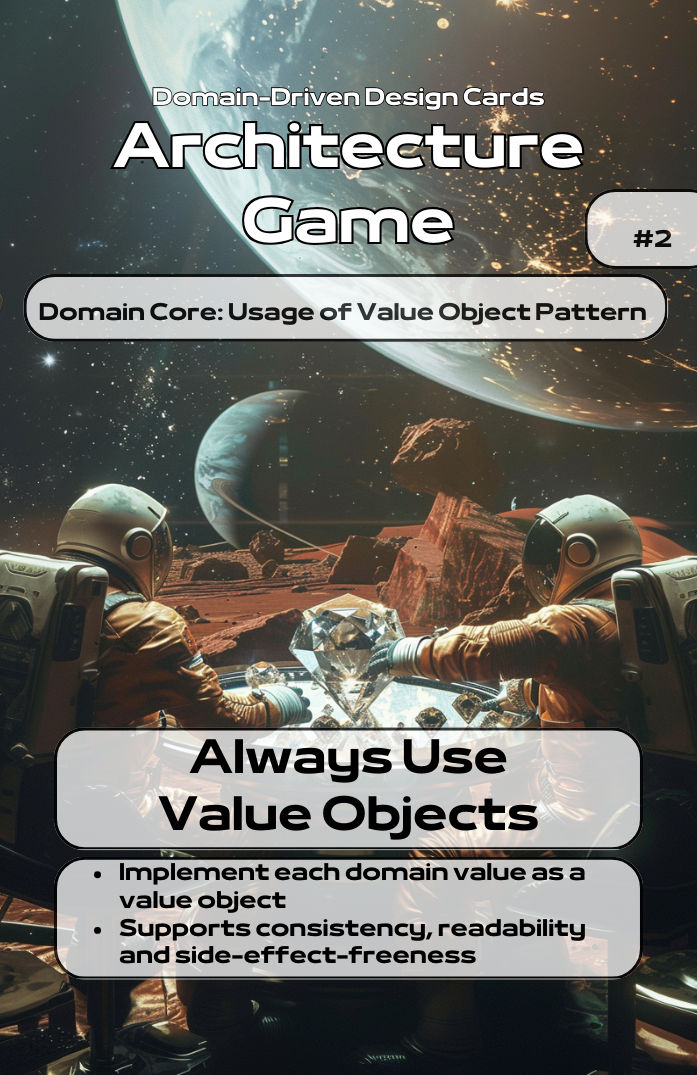 Domain-Driven Design Cards
Architecture
Game
#2
Domain Core: Usage of Value Object Pattern
Always Use
Value Objects
• Implement each domain value as a
value object
• Supports consistency, readability
and side-effect-freeness